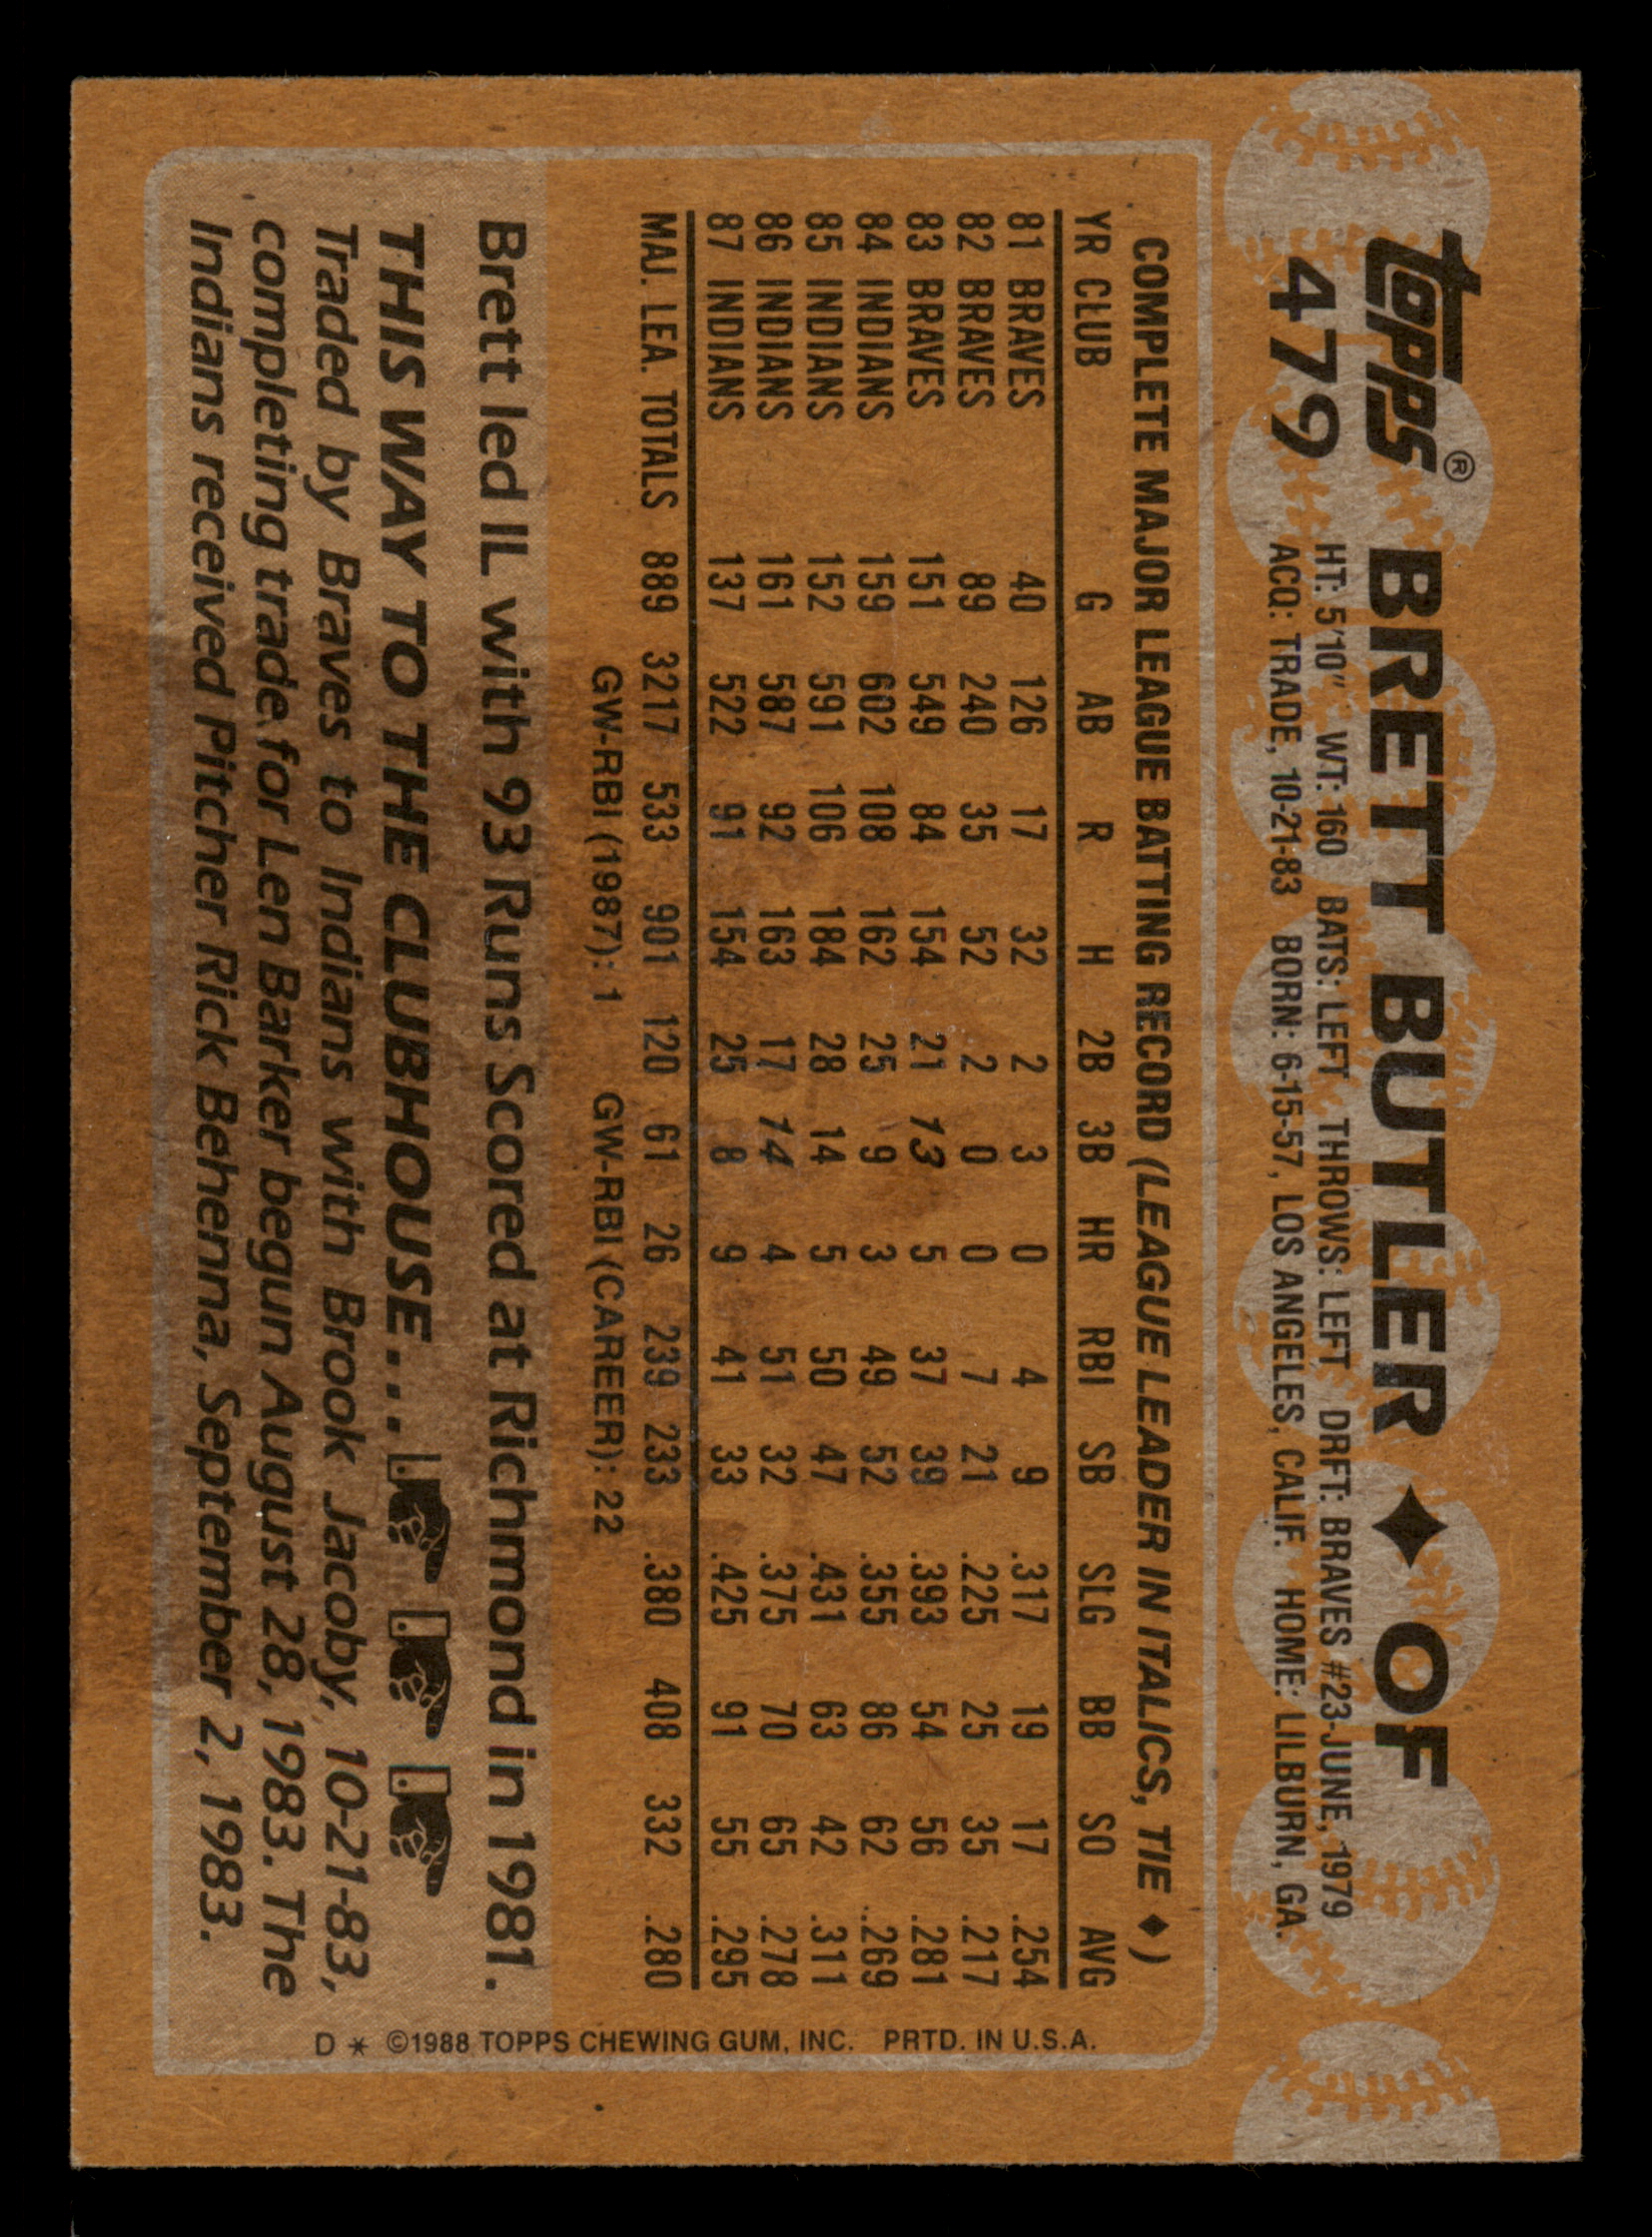 topps® BRETT BUTLER ✦ OF
479 HT: 5'10" WT: 160 BATS: LEFT THROWS: LEFT DRFT: BRAVES #23-JUNE, 1979
ACQ: TRADE, 10-21-83 BORN: 6-15-57, LOS ANGELES, CALIF. HOME: LILBURN, GA.
COMPLETE MAJOR LEAGUE BATTING RECORD (LEAGUE LEADER IN ITALICS, TIE ♦)
YR CLUB G AB R H 2B 3B HR RBI SB SLG BB SO AVG
81 BRAVES 40 126 17 32 2 3 0 4 9 .317 19 17 .254
82 BRAVES 89 240 35 52 2 0 0 7 21 .225 25 35 .217
83 BRAVES 151 549 84 154 21 13 5 37 39 .393 54 56 .281
84 INDIANS 159 602 108 162 25 9 3 49 52 .355 86 62 .269
85 INDIANS 152 591 106 184 28 14 5 50 47 .431 63 42 .311
86 INDIANS 161 587 92 163 17 14 4 51 32 .375 70 65 .278
87 INDIANS 137 522 91 154 25 8 9 41 33 .425 91 55 .295
MAJ. LEA. TOTALS 889 3217 533 901 120 61 26 239 233 .380 408 332 .280
GW-RBI (1987): 1 GW-RBI (CAREER): 22
Brett led IL with 93 Runs Scored at Richmond in 1981.
THIS WAY TO THE CLUBHOUSE . . .
Traded by Braves to Indians with Brook Jacoby, 10-21-83,
completing trade for Len Barker begun August 28, 1983. The
Indians received Pitcher Rick Behenna, September 2, 1983.
D * ©1988 TOPPS CHEWING GUM, INC. PRTD. IN U.S.A.